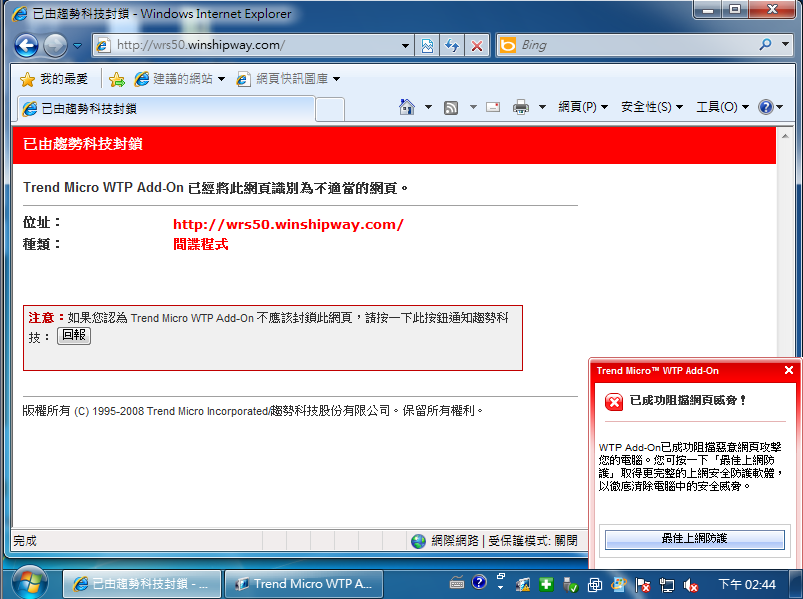 已由趨勢科技封鎖 - Windows Internet Explorer
http://wrs50.winshipway.com/
Bing
我的最愛
建議的網站
網頁快訊圖庫
已由趨勢科技封鎖
網頁(P)
安全性(S)
工具(O)
已由趨勢科技封鎖
Trend Micro WTP Add-On 已經將此網頁識別為不適當的網頁。
位址：
http://wrs50.winshipway.com/
種類：
間諜程式
注意：如果您認為 Trend Micro WTP Add-On 不應該封鎖此網頁，請按一下此按鈕通知趨勢科
技： 回報
版權所有 (C) 1995-2008 Trend Micro Incorporated/趨勢科技股份有限公司。保留所有權利。
Trend Micro™ WTP Add-On
已成功阻擋網頁威脅！
WTP Add-On已成功阻擋惡意網頁攻擊
您的電腦。您可按一下「最佳上網防
護」取得更完整的上網安全防護軟體，
以徹底清除電腦中的安全威脅。
最佳上網防護
完成
網際網路 | 受保護模式: 關閉
已由趨勢科技封鎖 - ...
Trend Micro WTP A...
下午 02:44